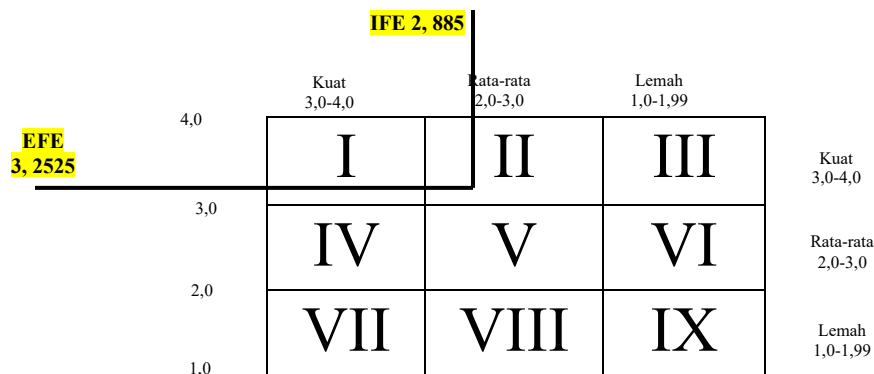 IFE 2, 885
Kuat
3,0-4,0
Rata-rata
2,0-3,0
Lemah
1,0-1,99
4,0
EFE
3, 2525
I
II
III
Kuat
3,0-4,0
3,0
IV
V
VI
Rata-rata
2,0-3,0
2,0
VII
VIII
IX
Lemah
1,0-1,99
1,0